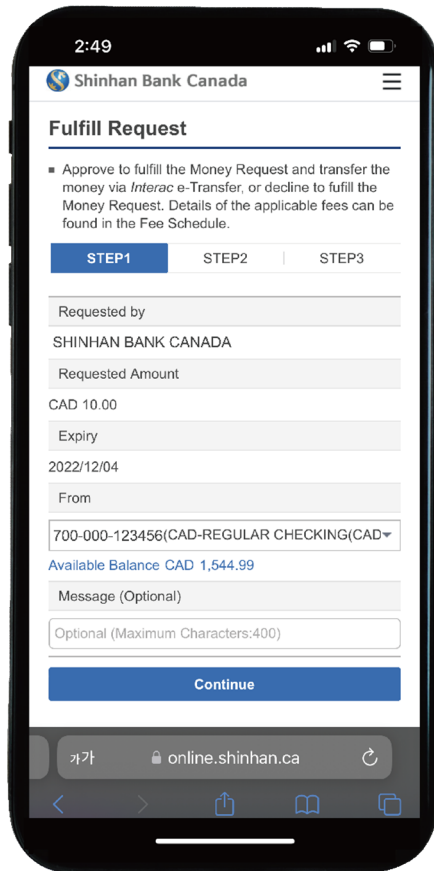 2:49
Shinhan Bank Canada
Fulfill Request
Approve to fulfill the Money Request and transfer the
money via Interac e-Transfer, or decline to fufill the
Money Request. Details of the applicable fees can be
found in the Fee Schedule.
STEP1 STEP2 STEP3
Requested by
SHINHAN BANK CANADA
Requested Amount
CAD 10.00
Expiry
2022/12/04
From
700-000-123456(CAD-REGULAR CHECKING(CAD
Available Balance CAD 1,544.99
Message (Optional)
Optional (Maximum Characters:400)
Continue
가가 online.shinhan.ca